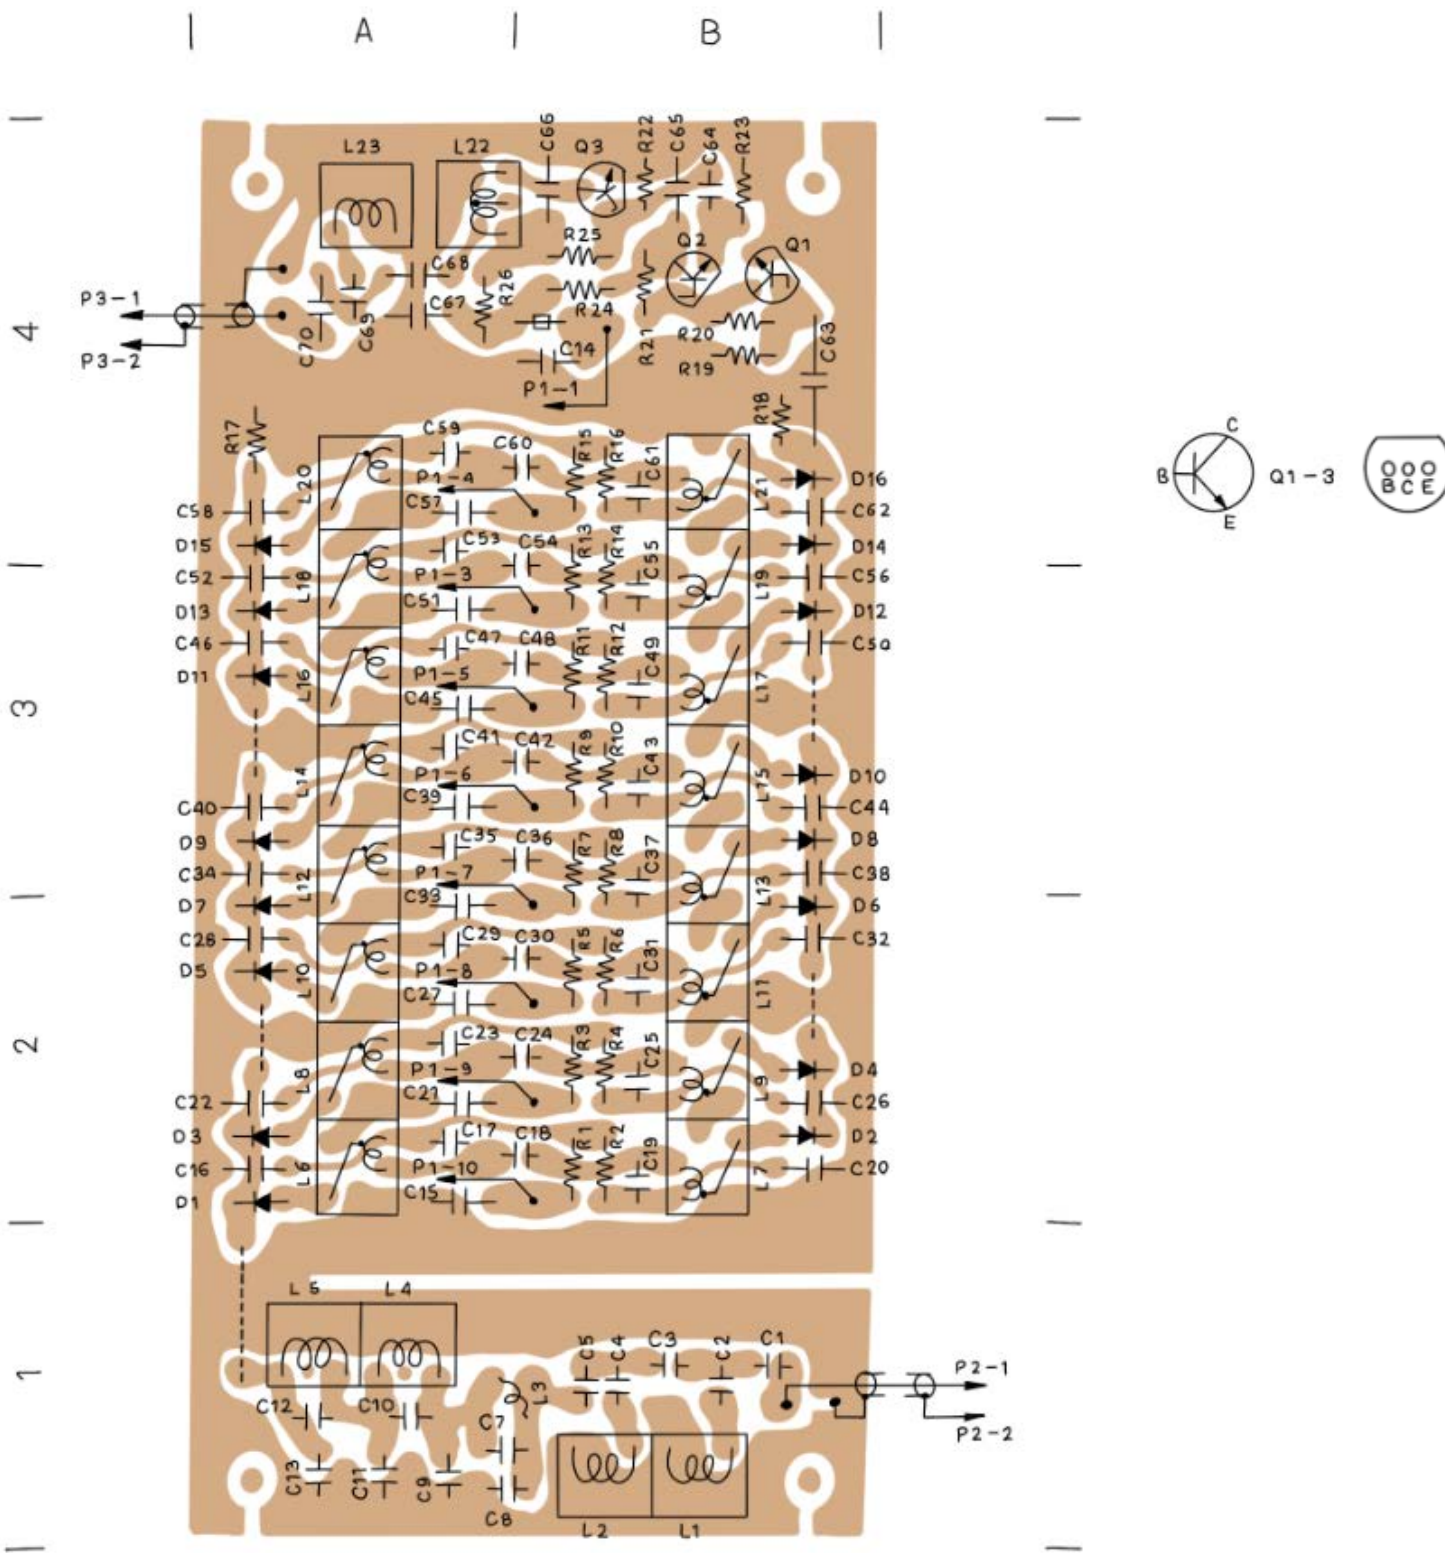 A B
L23 L22 C66 Q3 R22 C65 C64 R23
R25 Q2 Q1
C68 R26
P3-1 C67 R24
4 C70 C69 R21 R20 C63
P3-2 C14 R19
P1-1
R17 C59 C60 R15 R16 C61 R18
L20 P1-4 L21 D16
C58 C57 C62
D15 C53 C54 R13 R14 C55 D14
C52 L18 P1-3 L19 C56
D13 C51 D12
C46 C47 C48 R11 R12 C49 C50
D11 L16 P1-5 L17
3 C45
C41 C42 R9 R10 C43
L14 P1-6 L15 D10
C40 C39 C44
D9 C35 C36 R7 R8 C37 D8
C34 L12 P1-7 L13 C38
D7 C33 D6
C28 C29 C30 R5 R6 C31 C32
D5 L10 P1-8 L11
C27
2 C23 C24 R3 R4 C25
L8 P1-9 L9 D4
C22 C21 C26
D3 C17 C18 R1 R2 C19 D2
C16 L6 P1-10 L7 C20
D1 C15
L5 L4
1 C5 C4 C3 C2 C1
P2-1
C12 C10 L3
C7 P2-2
C13 C11 C9
C8 L2 L1
C
B Q1-3 O O O
B C E
E